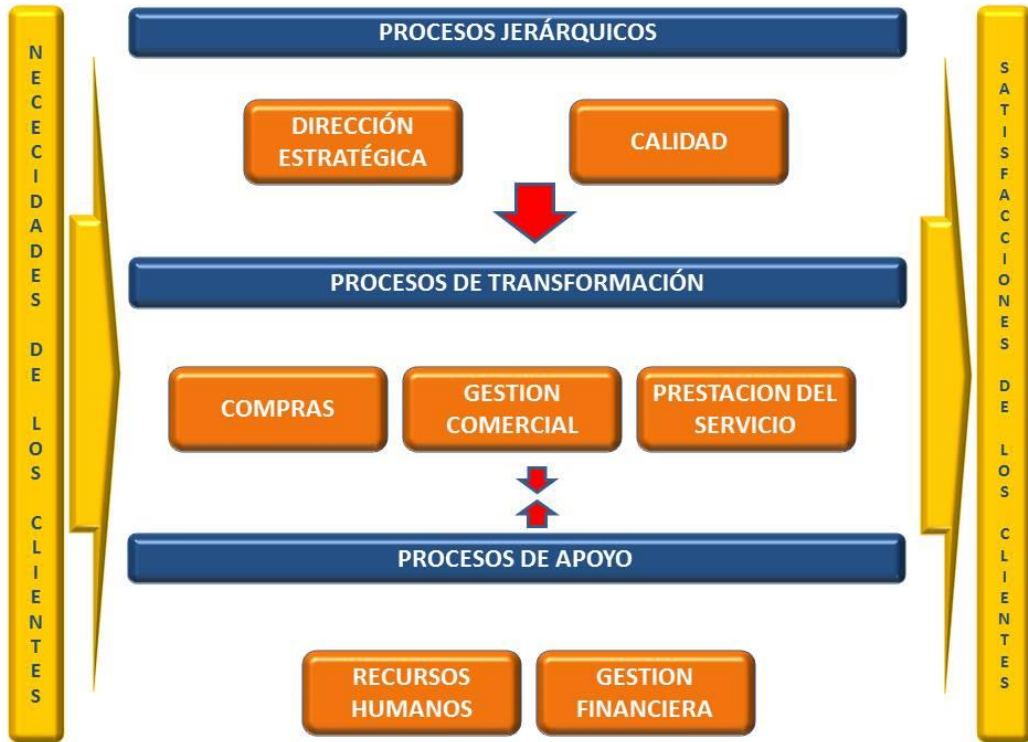 NECECIDADES DE LOS CLIENTES
PROCESOS JERÁRQUICOS
DIRECCIÓN
ESTRATÉGICA
CALIDAD
PROCESOS DE TRANSFORMACIÓN
COMPRAS
GESTION
COMERCIAL
PRESTACION DEL
SERVICIO
PROCESOS DE APOYO
RECURSOS
HUMANOS
GESTION
FINANCIERA
SATISFACCIONES DE LOS CLIENTES